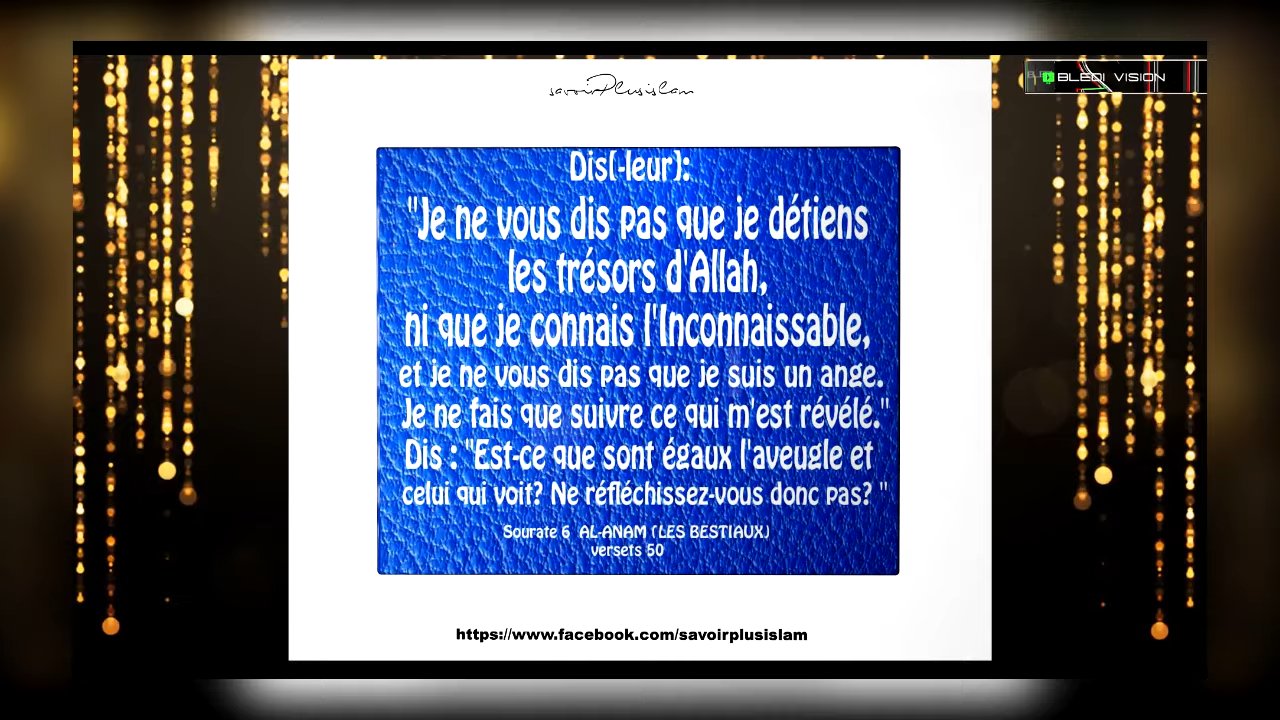 savoirPlusislam
BLEDI VISION
Dis(-leur):
"Je ne vous dis pas que je détiens
les trésors d'Allah,
ni que je connais l'Inconnaissable,
et je ne vous dis pas que je suis un ange.
Je ne fais que suivre ce qui m'est révélé."
Dis : "Est-ce que sont égaux l'aveugle et
celui qui voit? Ne réfléchissez-vous donc pas? "
Sourate 6 AL-ANAM (LES BESTIAUX)
versets 50
https://www.facebook.com/savoirplusislam